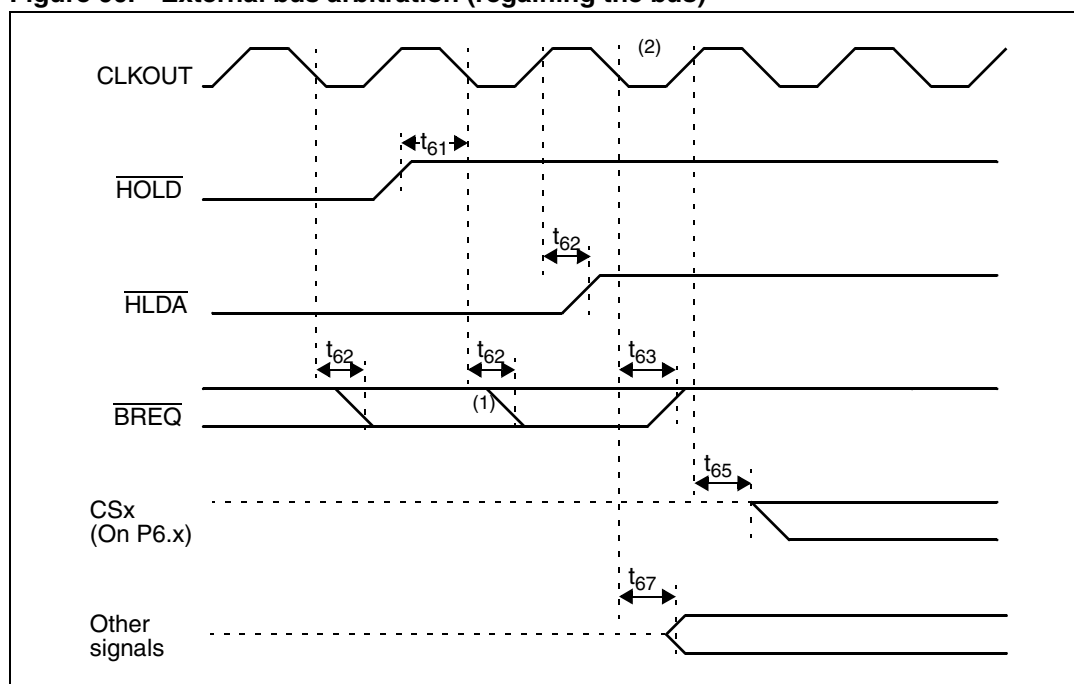 Figure 60. External bus arbitration (regaining the bus)
(2)
CLKOUT
t61
HOLD
t62
HLDA
t62
t62
t63
(1)
BREQ
t65
CSx
(On P6.x)
t67
Other
signals